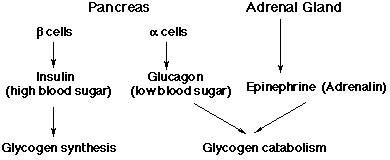 Pancreas Adrenal Gland
β cells α cells
Insulin Glucagon Epinephrine (Adrenalin)
(high blood sugar) (low blood sugar)
Glycogen synthesis Glycogen catabolism